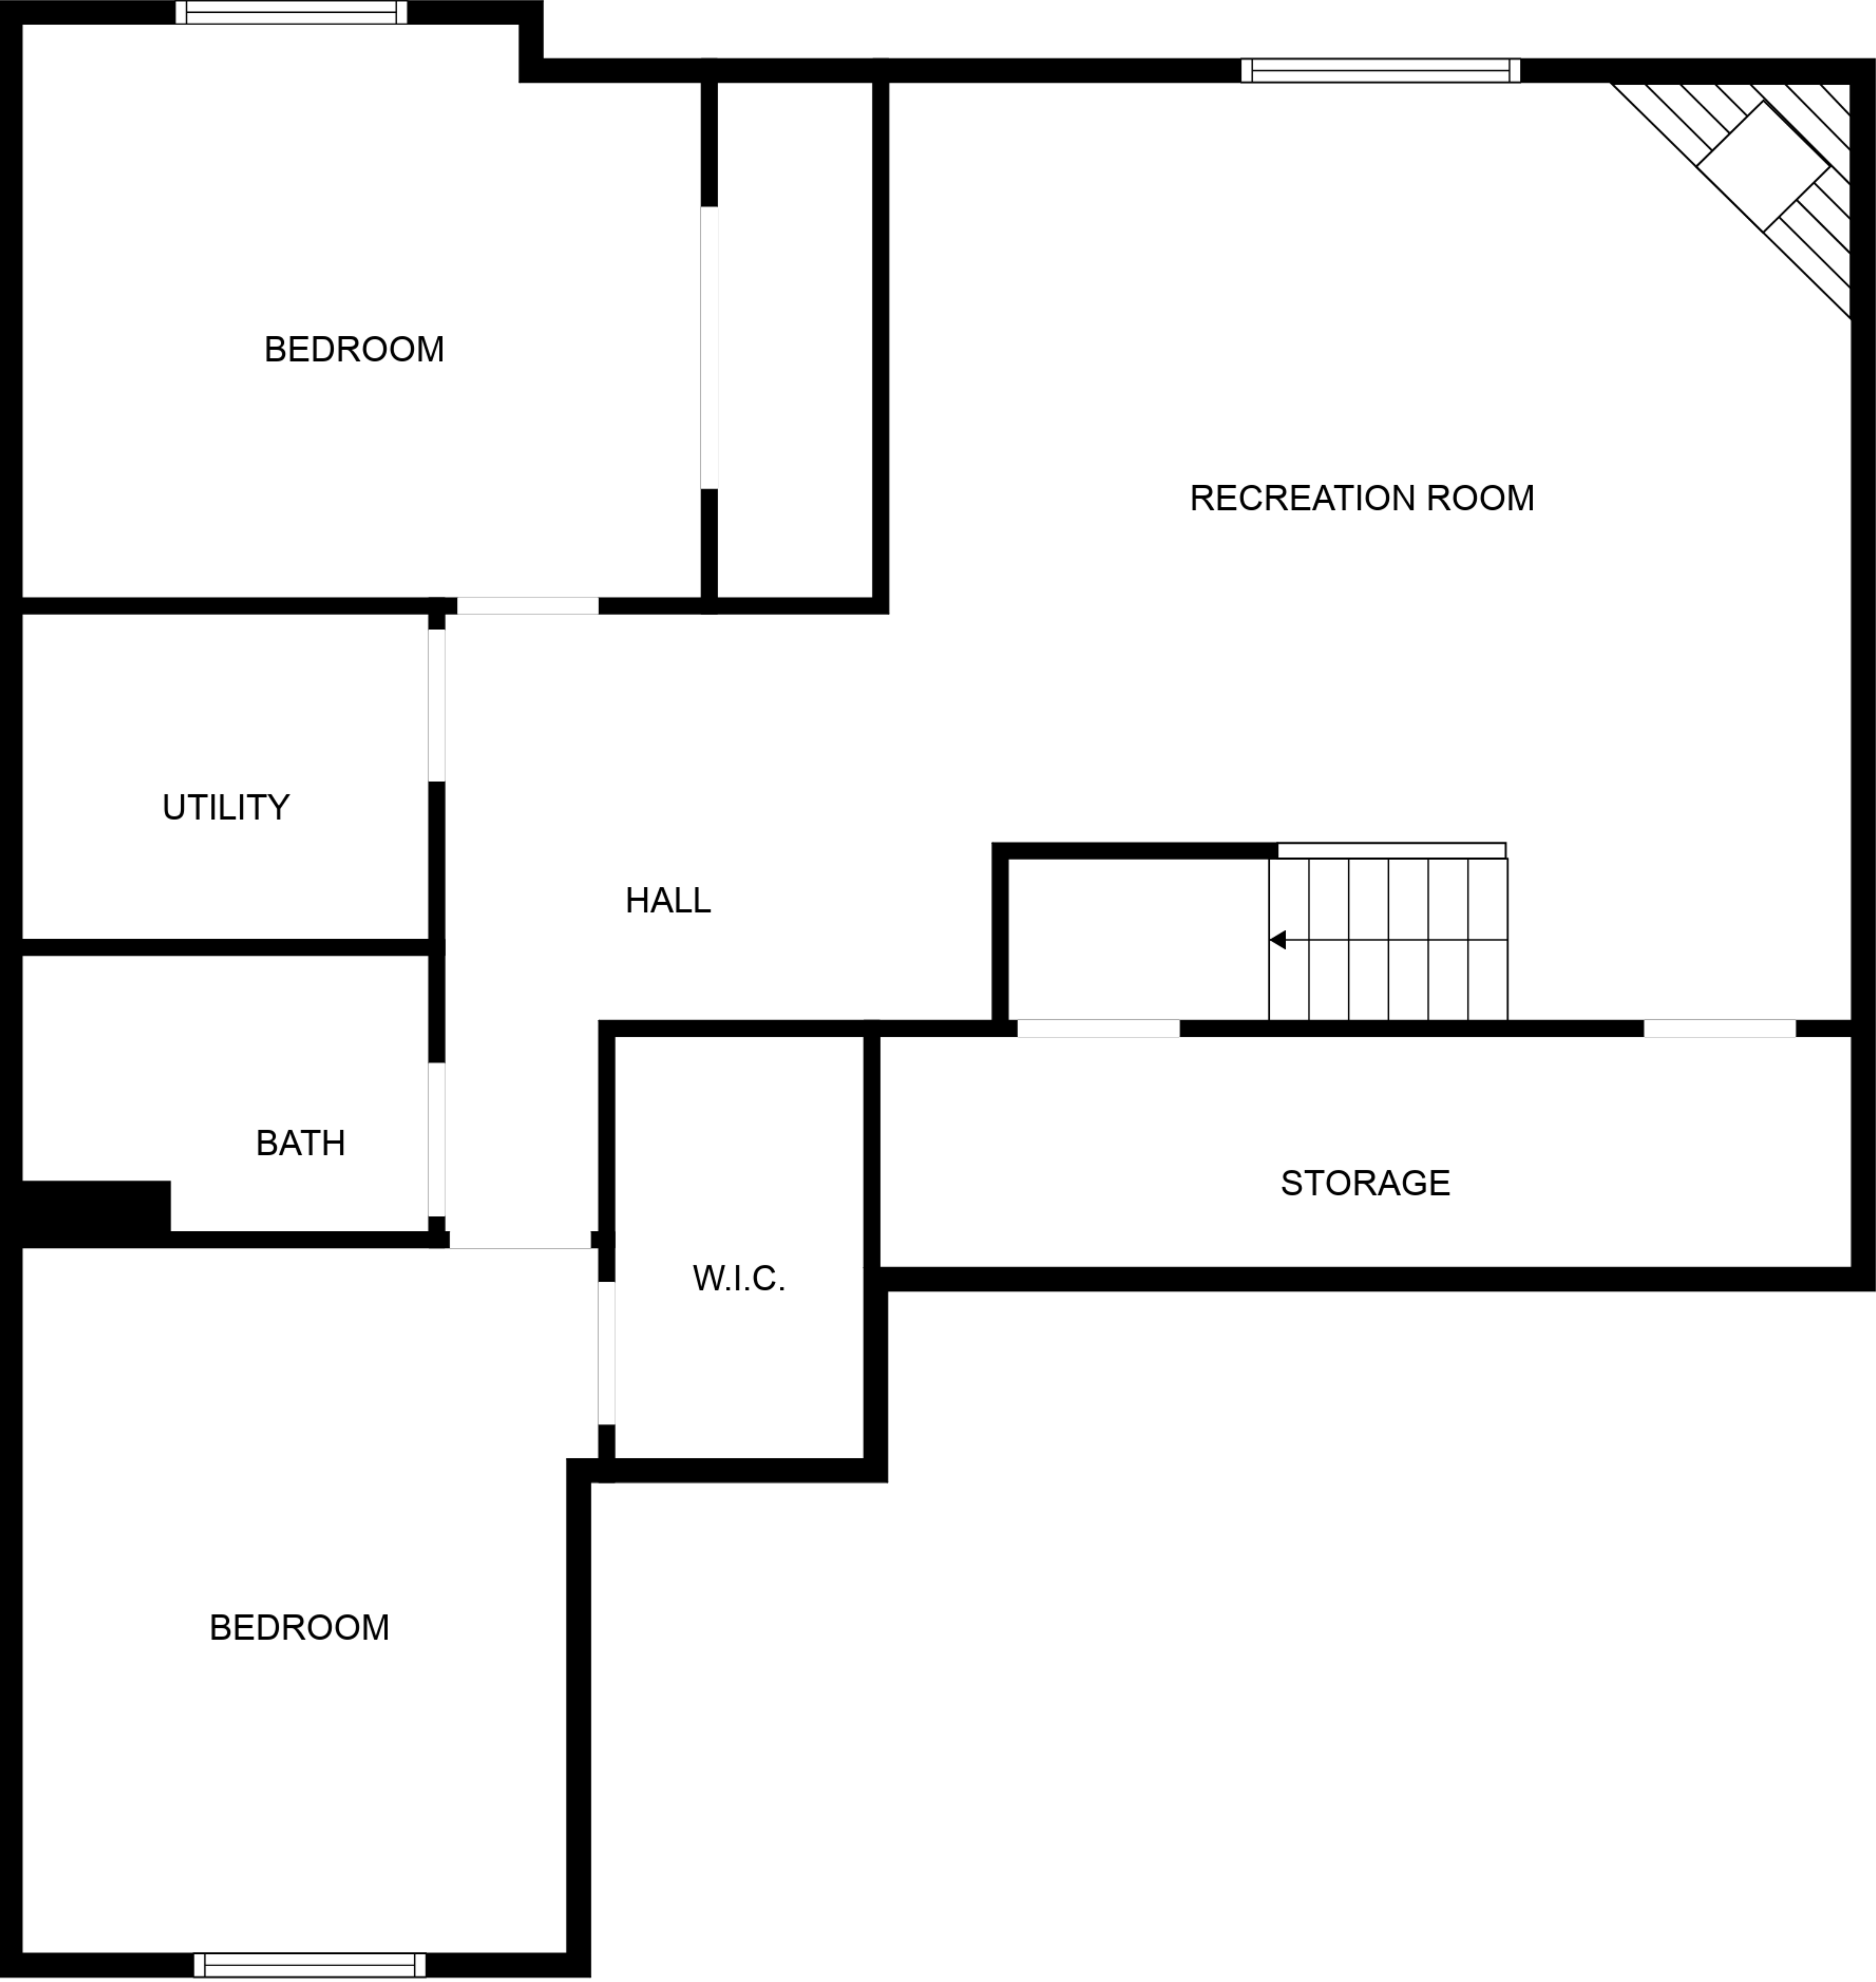 BEDROOM
RECREATION ROOM
UTILITY
HALL
BATH
STORAGE
W.I.C.
BEDROOM